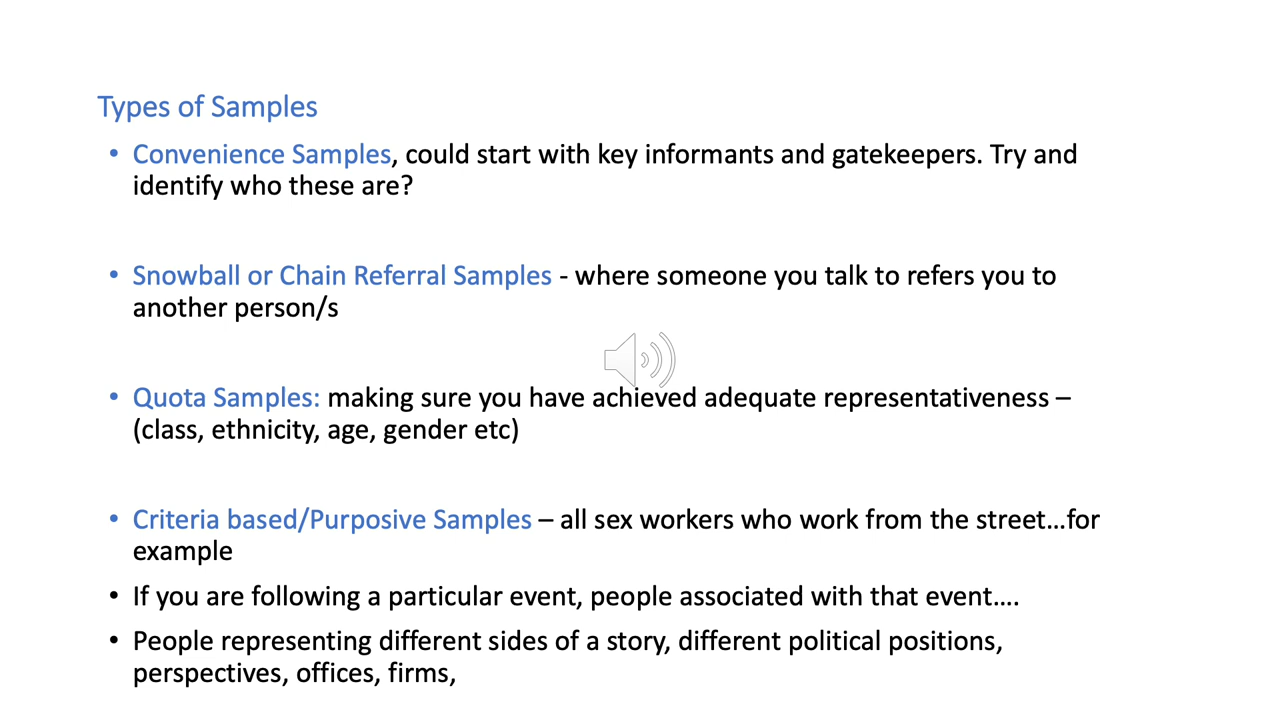 Types of Samples
• Convenience Samples, could start with key informants and gatekeepers. Try and
identify who these are?
• Snowball or Chain Referral Samples - where someone you talk to refers you to
another person/s
• Quota Samples: making sure you have achieved adequate representativeness –
(class, ethnicity, age, gender etc)
• Criteria based/Purposive Samples – all sex workers who work from the street…for
example
• If you are following a particular event, people associated with that event….
• People representing different sides of a story, different political positions,
perspectives, offices, firms,